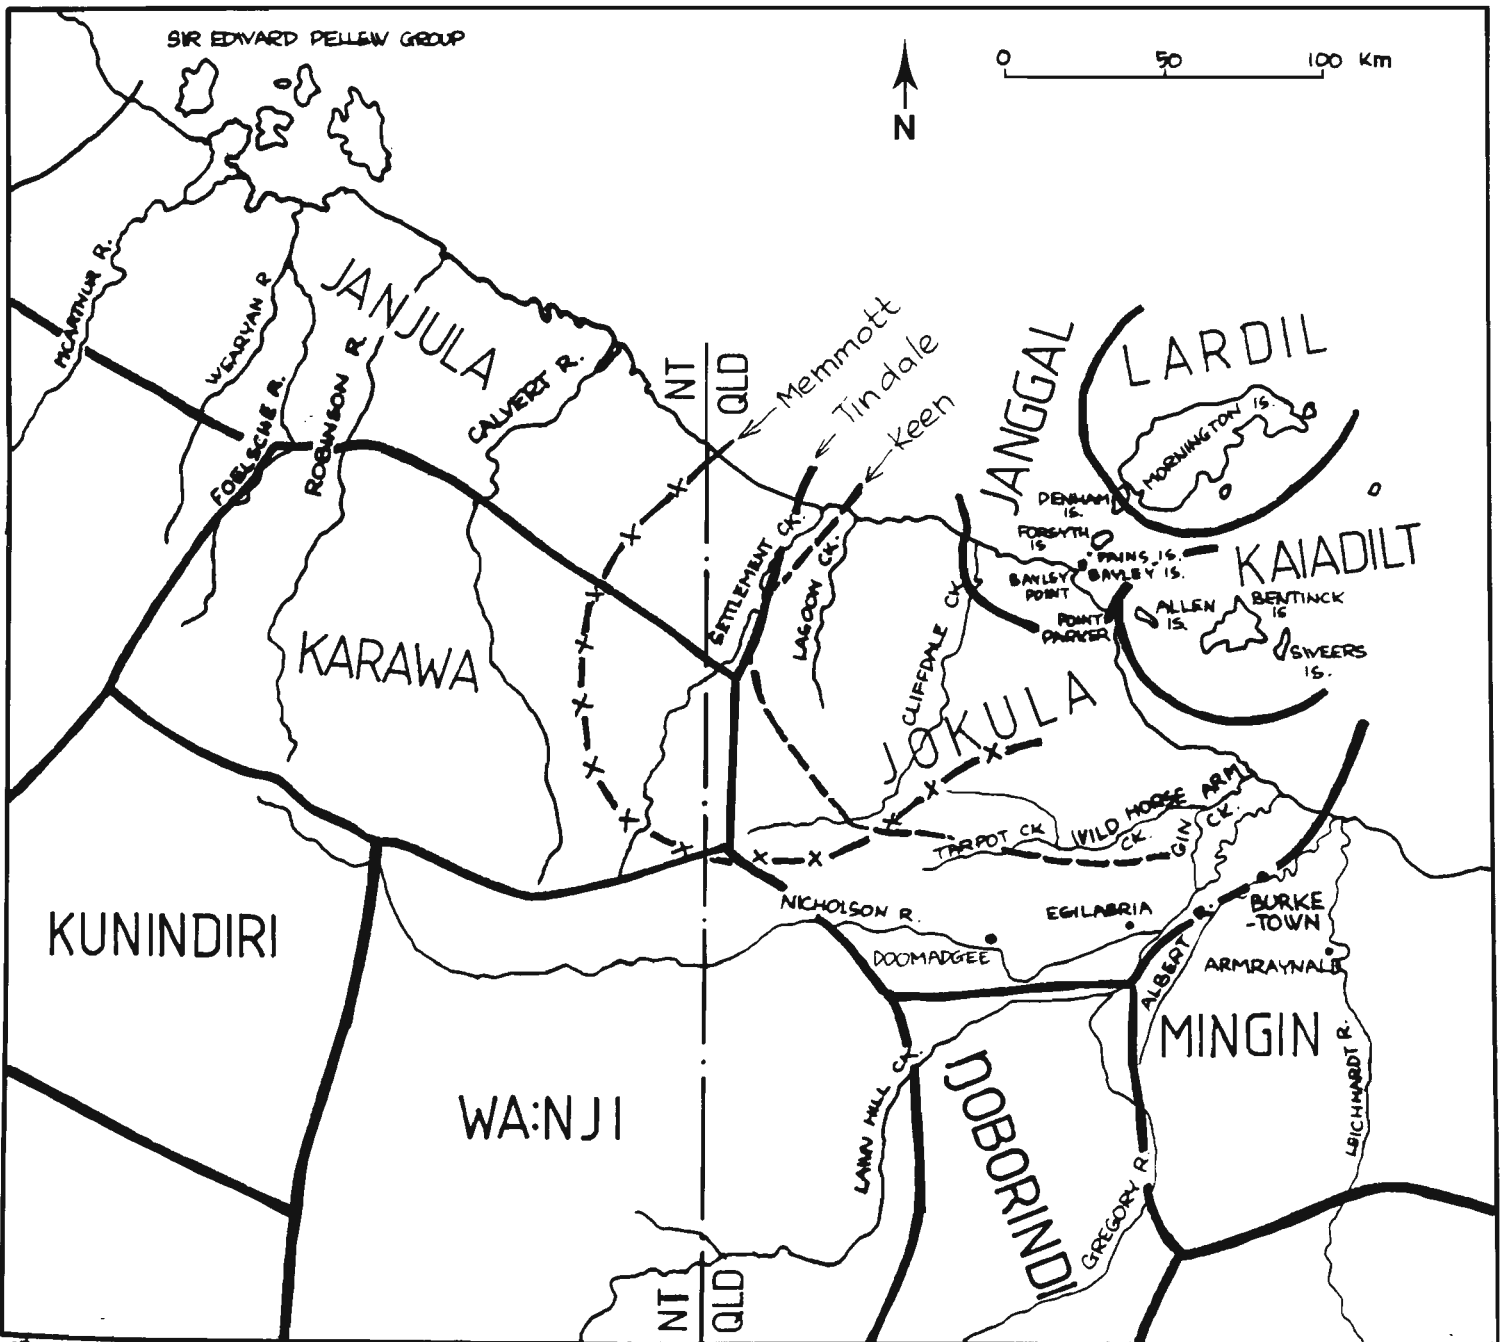 SIR EDWARD PELLEW GROUP
0 50 100 Km
N
MCARTHUR R.
WEARYAN R
FOELSCHE R.
ROBINSON R.
JANJULA
CALVERT R.
NT
QLD
Memmott
Tindale
Keen
JANGGAL
LARDIL
MORNINGTON IS.
DENHAM
IS.
FORSYTH
IS
PAINS IS.
BAYLEY IS.
BAYLEY
POINT
POINT
PARKER
KAIADILT
ALLEN
IS.
BENTINCK
IS
SWEERS
IS.
SETTLEMENT CK.
LAGOON CK.
CLIFFDALE CK
KARAWA
JOKULA
TARPOT CK
WILD HORSE ARM
CK.
GIN CK.
NICHOLSON R.
EGILABRIA
DOOMADGEE
BURKE
-TOWN
ALBERT R.
ARMRAYNALD
KUNINDIRI
WA:NJI
LAWN HILL CK.
DOBORINDI
GREGORY R
MINGIN
LEICHHARDT R.
NT
QLD